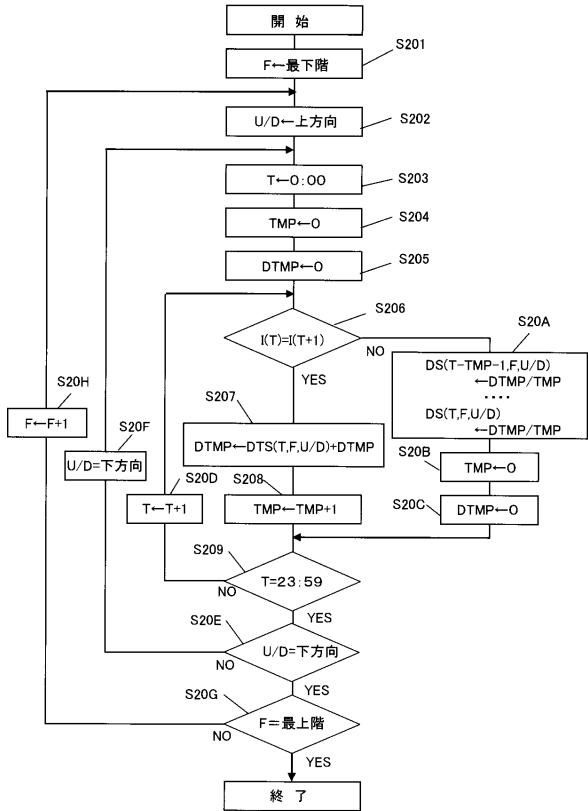 開 始
S201
F←最下階
S202
U/D←上方向
S203
T←0:00
S204
TMP←0
S205
DTMP←0
S206
I(T)=I(T+1)
NO
YES
S20A
DS(T-TMP-1,F,U/D)
←DTMP/TMP
....
DS(T,F,U/D)
←DTMP/TMP
S207
DTMP←DTS(T,F,U/D)+DTMP
S20H
F←F+1
S20F
U/D=下方向
S20D
T←T+1
S208
TMP←TMP+1
S20B
TMP←0
S20C
DTMP←0
S209
T=23:59
NO
YES
S20E
U/D=下方向
NO
YES
S20G
F=最上階
NO
YES
終 了